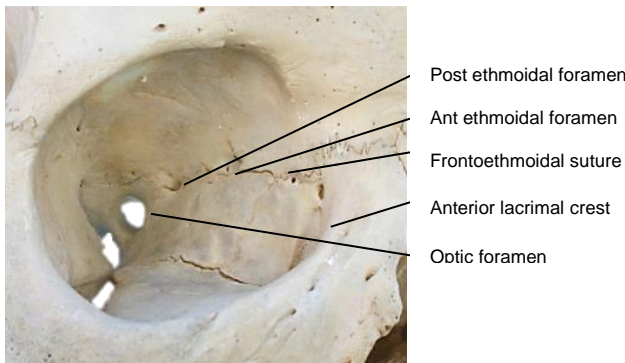 Post ethmoidal foramen
Ant ethmoidal foramen
Frontoethmoidal suture
Anterior lacrimal crest
Optic foramen